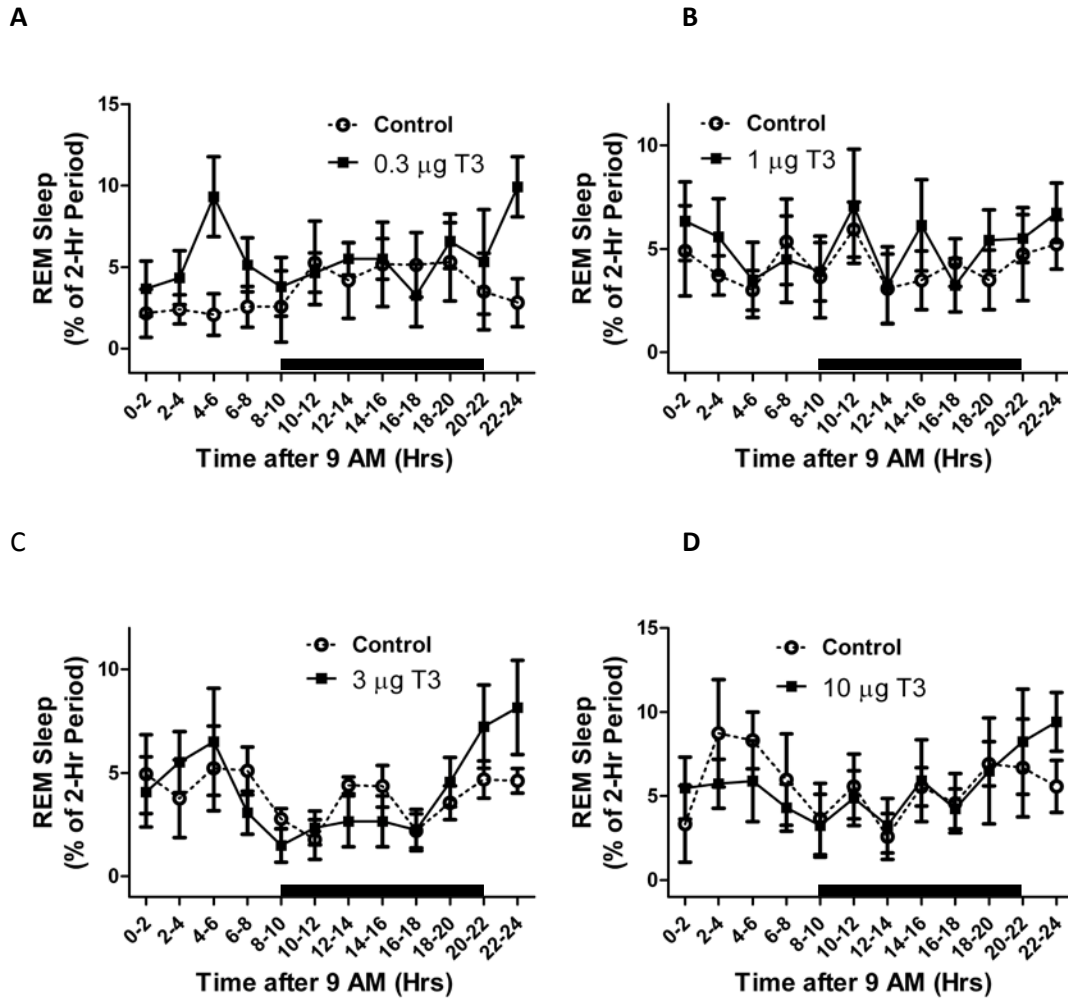 A
REM Sleep
(% of 2-Hr Period)
15
10
5
0
Control
0.3 μg T3
0-2
2-4
4-6
6-8
8-10
10-12
12-14
14-16
16-18
18-20
20-22
22-24
Time after 9 AM (Hrs)
B
REM Sleep
(% of 2-Hr Period)
10
5
0
Control
1 μg T3
0-2
2-4
4-6
6-8
8-10
10-12
12-14
14-16
16-18
18-20
20-22
22-24
Time after 9 AM (Hrs)
C
REM Sleep
(% of 2-Hr Period)
10
5
0
Control
3 μg T3
0-2
2-4
4-6
6-8
8-10
10-12
12-14
14-16
16-18
18-20
20-22
22-24
Time after 9 AM (Hrs)
D
REM Sleep
(% of 2-Hr Period)
15
10
5
0
Control
10 μg T3
0-2
2-4
4-6
6-8
8-10
10-12
12-14
14-16
16-18
18-20
20-22
22-24
Time after 9 AM (Hrs)